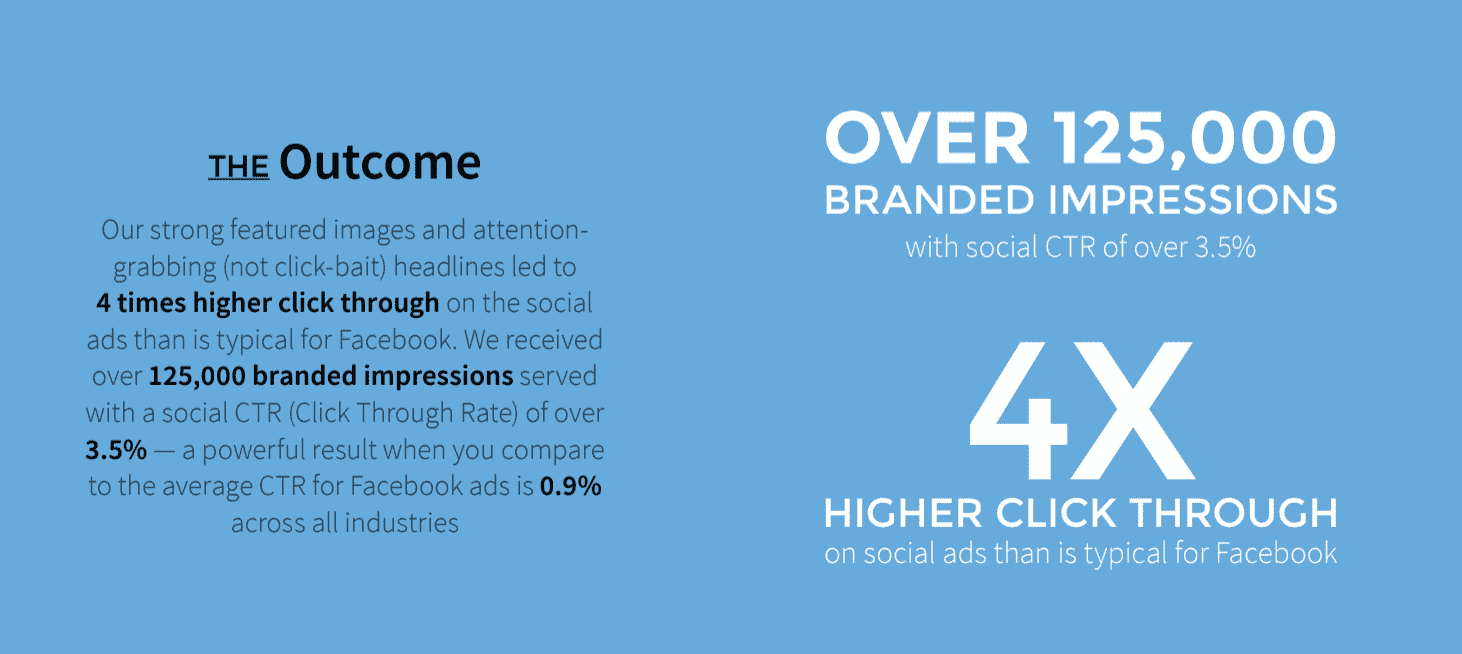 THE Outcome
Our strong featured images and attention-
grabbing (not click-bait) headlines led to
4 times higher click through on the social
ads than is typical for Facebook. We received
over 125,000 branded impressions served
with a social CTR (Click Through Rate) of over
3.5% — a powerful result when you compare
to the average CTR for Facebook ads is 0.9%
across all industries
OVER 125,000
BRANDED IMPRESSIONS
with social CTR of over 3.5%
4X
HIGHER CLICK THROUGH
on social ads than is typical for Facebook